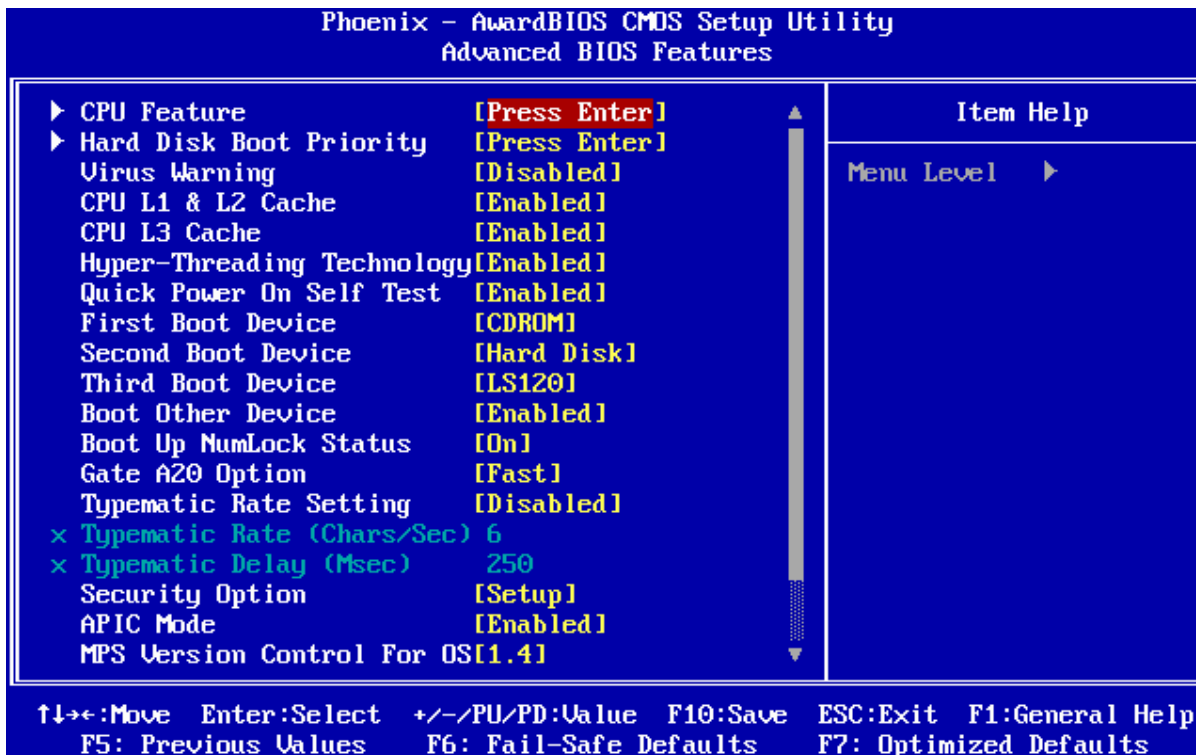 Phoenix - AwardBIOS CMOS Setup Utility
Advanced BIOS Features
CPU Feature [Press Enter]
Hard Disk Boot Priority [Press Enter]
Virus Warning [Disabled]
CPU L1 & L2 Cache [Enabled]
CPU L3 Cache [Enabled]
Hyper-Threading Technology[Enabled]
Quick Power On Self Test [Enabled]
First Boot Device [CDROM]
Second Boot Device [Hard Disk]
Third Boot Device [LS120]
Boot Other Device [Enabled]
Boot Up NumLock Status [On]
Gate A20 Option [Fast]
Typematic Rate Setting [Disabled]
x Typematic Rate (Chars/Sec) 6
x Typematic Delay (Msec) 250
Security Option [Setup]
APIC Mode [Enabled]
MPS Version Control For OS[1.4]
Item Help
Menu Level
↑↓→←:Move Enter:Select +/-/PU/PD:Value F10:Save ESC:Exit F1:General Help
F5: Previous Values F6: Fail-Safe Defaults F7: Optimized Defaults